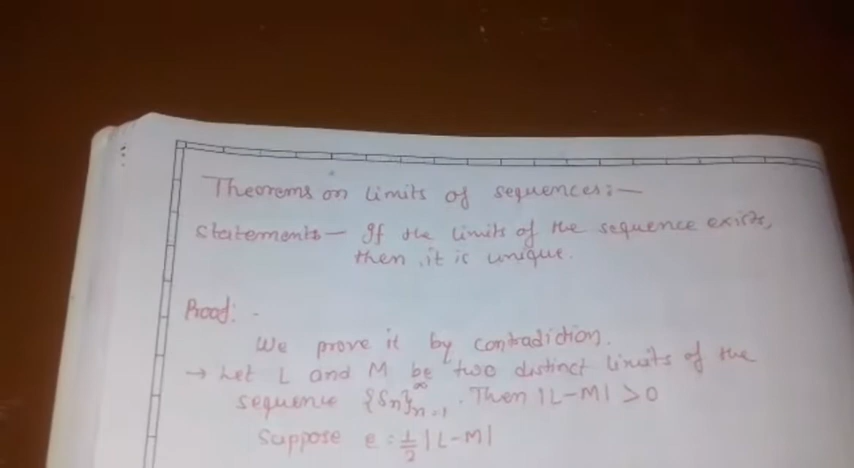 Theorems on limits of sequences:—
Statements— If the limits of the sequence exists,
then it is unique.
Proof: -
We prove it by contradiction.
→ Let L and M be two distinct limits of the
sequence {Sn}∞n=1. Then |L-M| > 0
Suppose e = 1/2 |L-M|